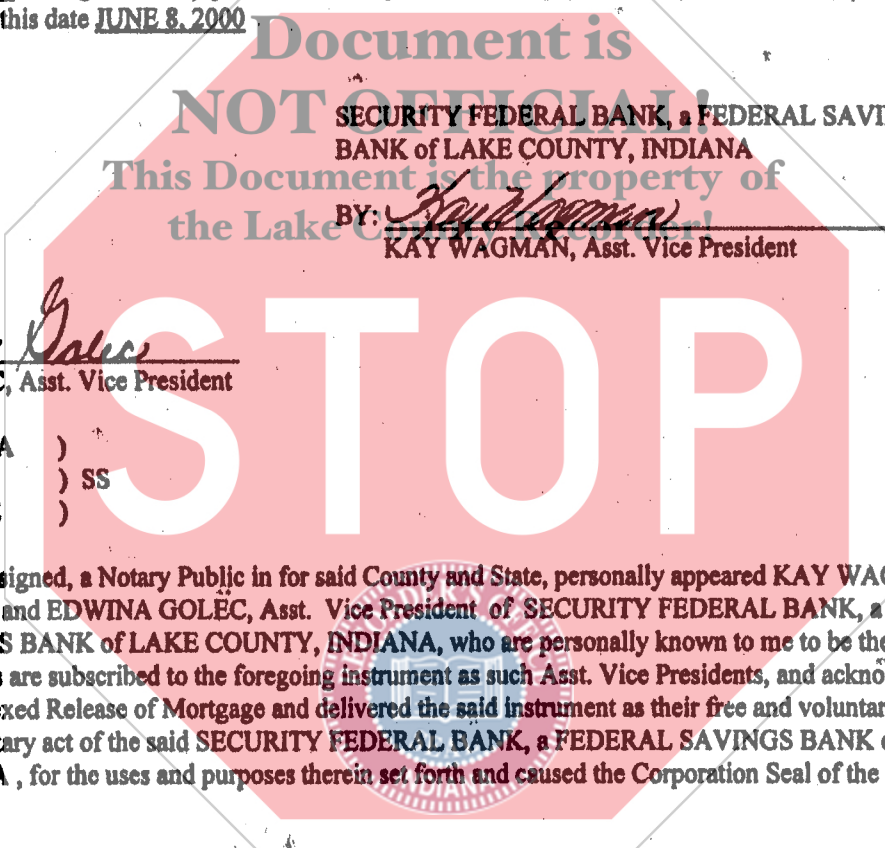 this date JUNE 8, 2000
Document is
NOT OFFICIAL!
SECURITY FEDERAL BANK, a FEDERAL SAVI
BANK of LAKE COUNTY, INDIANA
This Document is the property of
the Lake County Recorder!
BY: Kay Wagman
KAY WAGMAN, Asst. Vice President
Golec
, Asst. Vice President
STOP
A )
) SS
)
signed, a Notary Public in for said County and State, personally appeared KAY WAG
and EDWINA GOLEC, Asst. Vice President of SECURITY FEDERAL BANK, a
S BANK of LAKE COUNTY, INDIANA, who are personally known to me to be the
s are subscribed to the foregoing instrument as such Asst. Vice Presidents, and ackno
xed Release of Mortgage and delivered the said instrument as their free and voluntar
ary act of the said SECURITY FEDERAL BANK, a FEDERAL SAVINGS BANK
A , for the uses and purposes therein set forth and caused the Corporation Seal of the
INDIANA